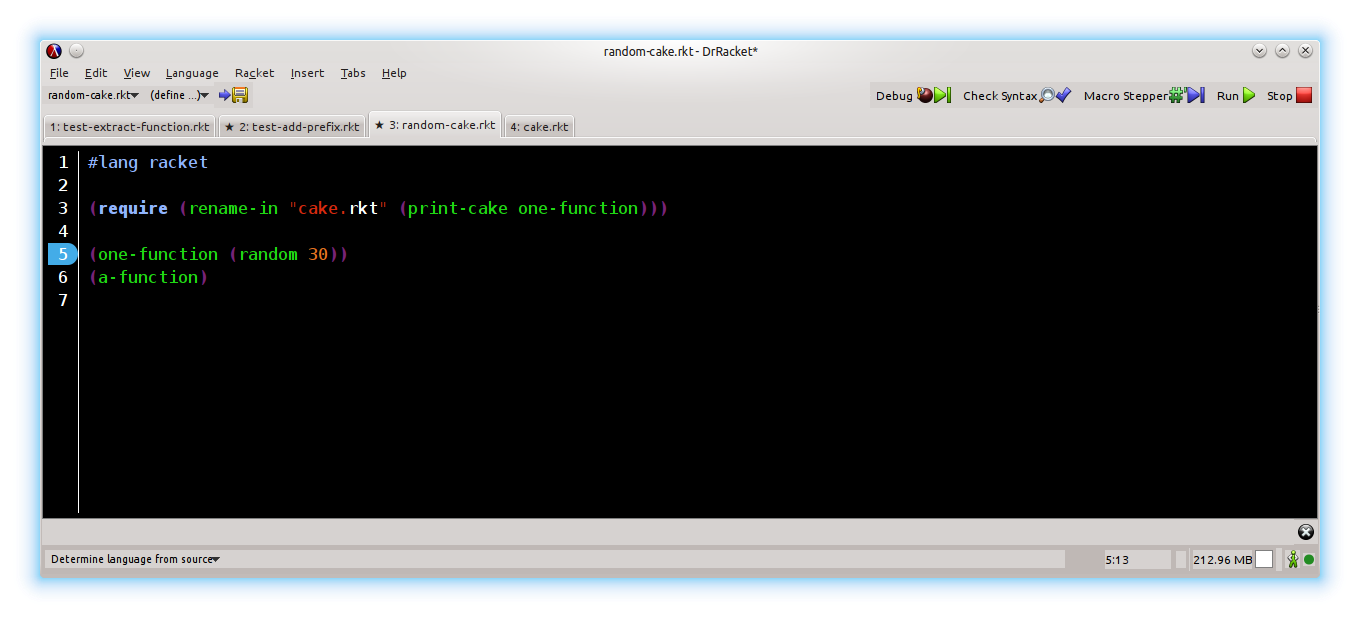 random-cake.rkt - DrRacket*
File Edit View Language Racket Insert Tabs Help
random-cake.rkt (define ...) Debug Check Syntax Macro Stepper Run Stop
1: test-extract-function.rkt ★ 2: test-add-prefix.rkt ★ 3: random-cake.rkt 4: cake.rkt
1 #lang racket
2
3 (require (rename-in "cake.rkt" (print-cake one-function)))
4
5 (one-function (random 30))
6 (a-function)
7
Determine language from source 5:13 212.96 MB